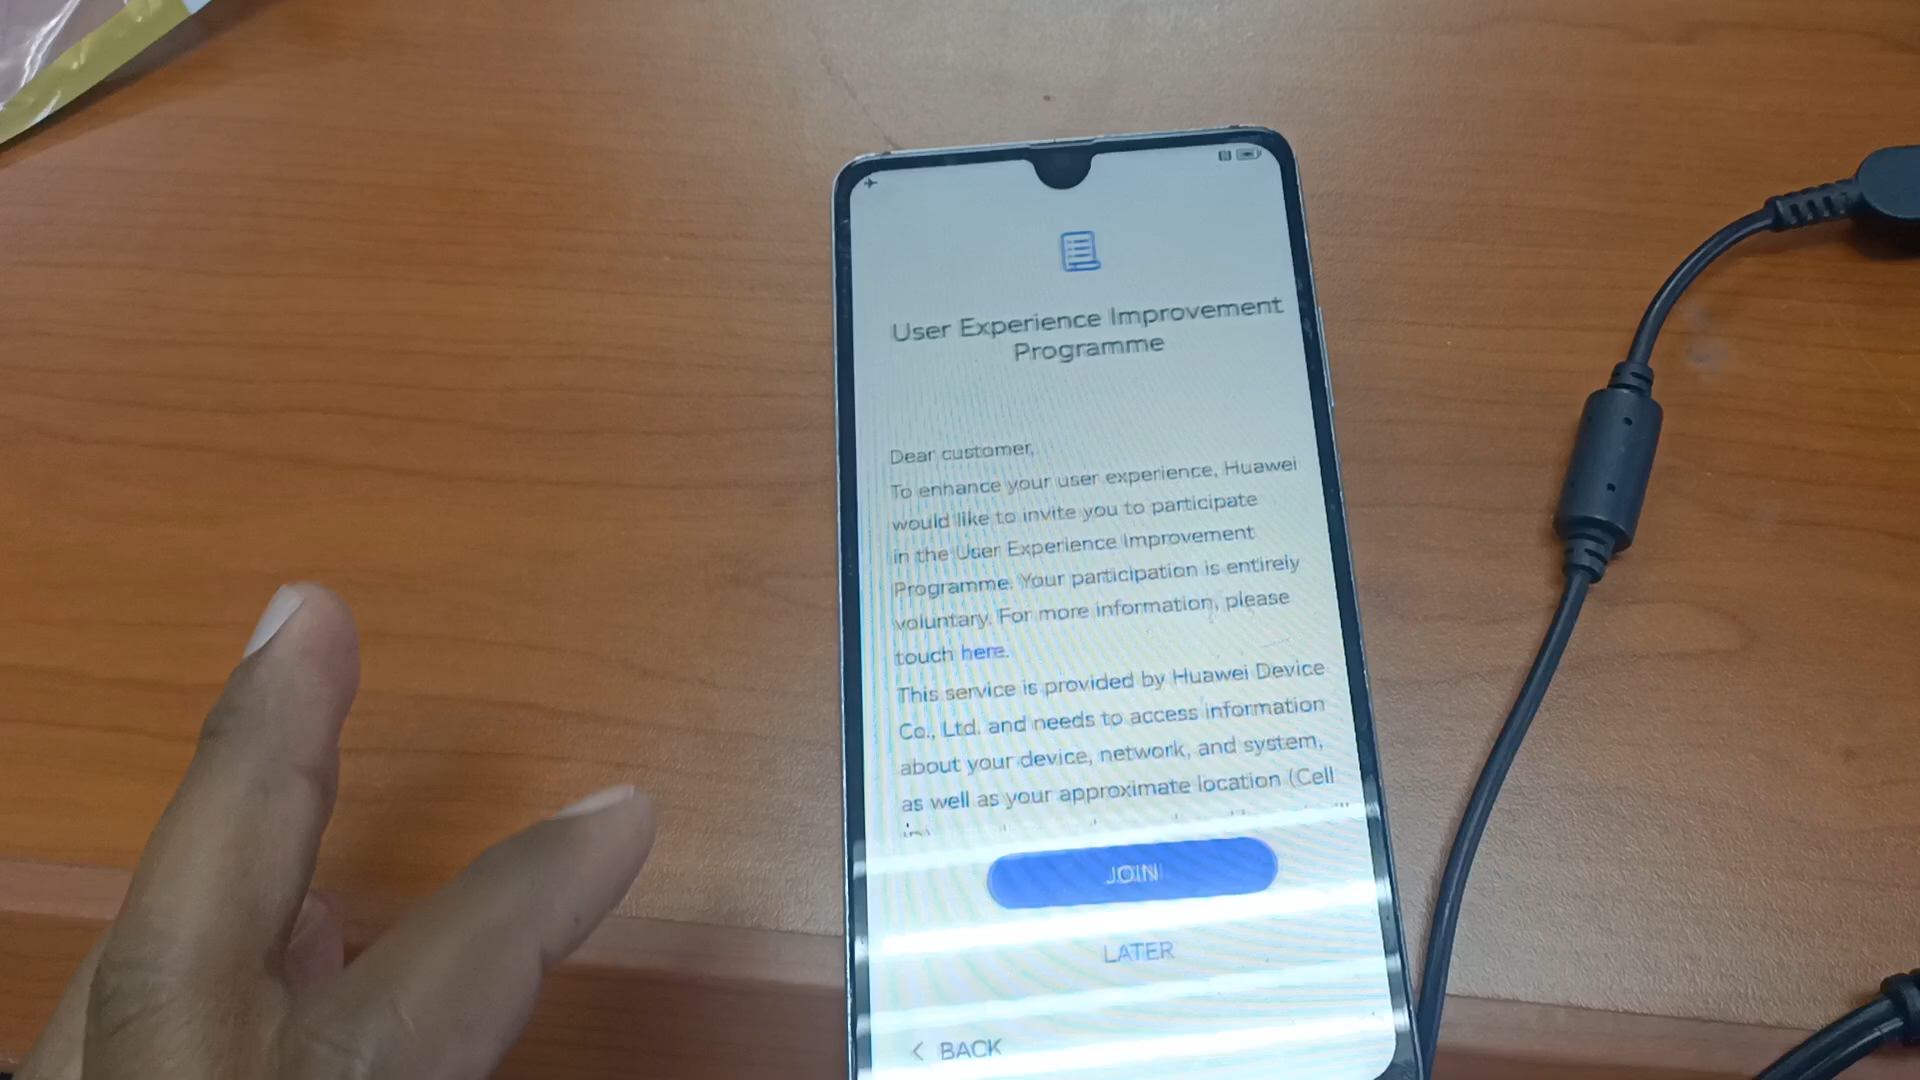 User Experience Improvement
Programme
Dear customer,
To enhance your user experience, Huawei
would like to invite you to participate
in the User Experience Improvement
Programme. Your participation is entirely
voluntary. For more information, please
touch here.
This service is provided by Huawei Device
Co., Ltd. and needs to access information
about your device, network, and system,
as well as your approximate location (Cell
JOIN
LATER
< BACK